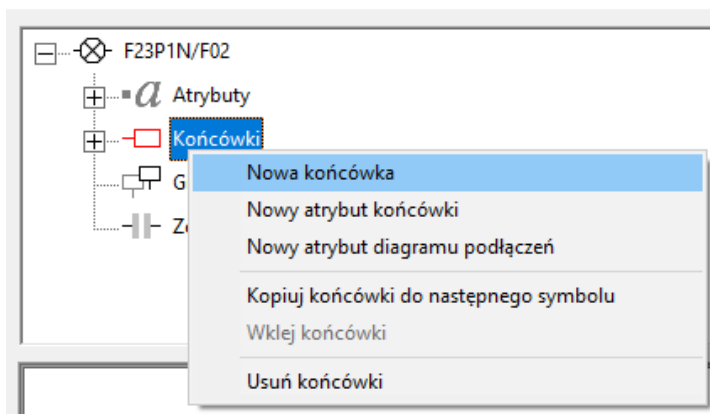 F23P1N/F02
Atrybuty
Końcówki
Nowa końcówka
Nowy atrybut końcówki
Nowy atrybut diagramu podłączeń
Kopiuj końcówki do następnego symbolu
Wklej końcówki
Usuń końcówki